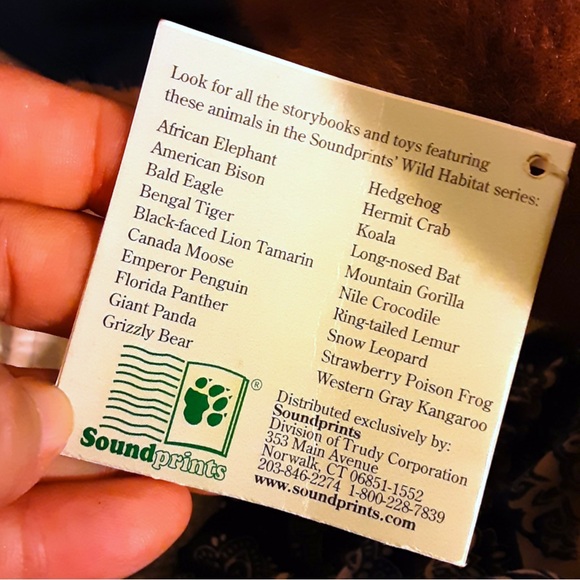 Look for all the storybooks and toys featuring
these animals in the Soundprints' Wild Habitat series:
African Elephant
American Bison
Bald Eagle
Bengal Tiger
Black-faced Lion Tamarin
Canada Moose
Emperor Penguin
Florida Panther
Giant Panda
Grizzly Bear
Hedgehog
Hermit Crab
Koala
Long-nosed Bat
Mountain Gorilla
Nile Crocodile
Ring-tailed Lemur
Snow Leopard
Strawberry Poison Frog
Western Gray Kangaroo
®
Soundprints
Distributed exclusively by:
Soundprints
Division of Trudy Corporation
353 Main Avenue
Norwalk, CT 06851-1552
203-846-2274 1-800-228-7839
www.soundprints.com